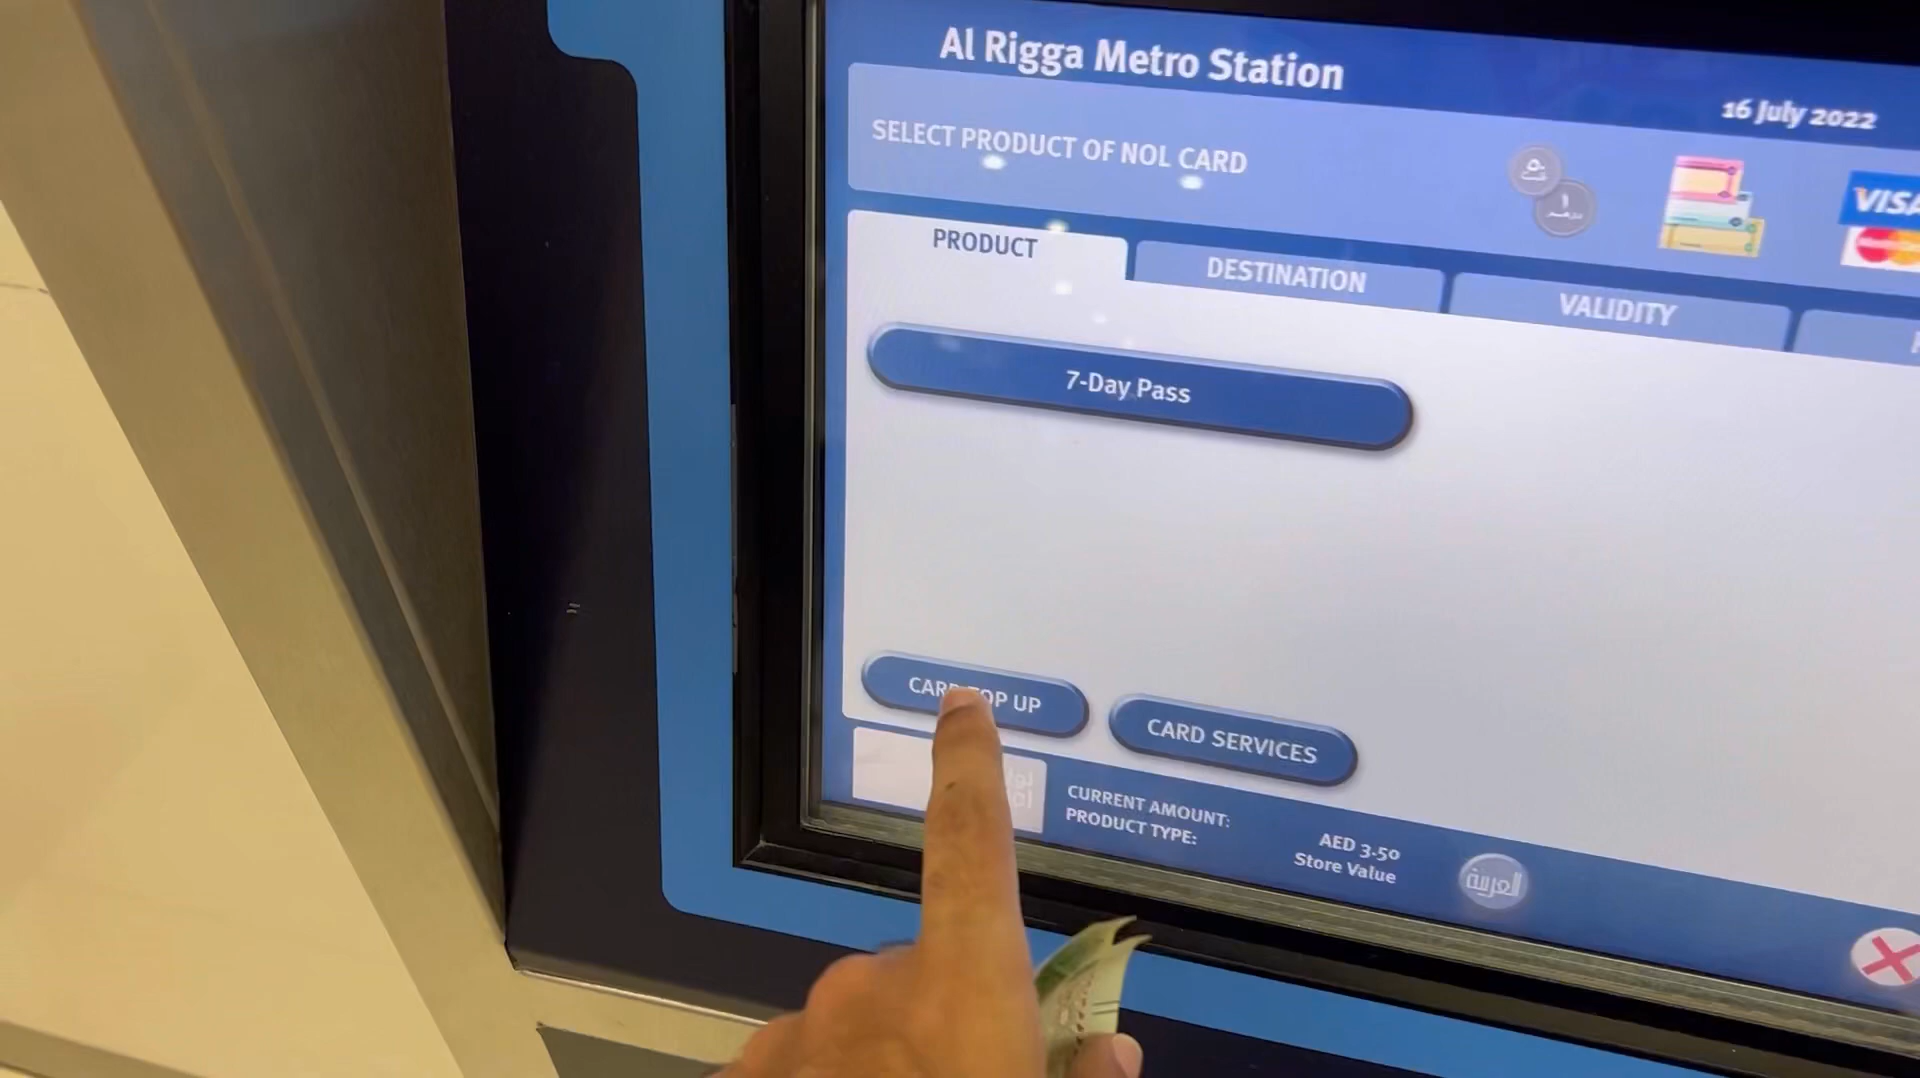 Al Rigga Metro Station
16 July 2022
SELECT PRODUCT OF NOL CARD
VISA
PRODUCT
DESTINATION
VALIDITY
7-Day Pass
CARD TOP UP
CARD SERVICES
CURRENT AMOUNT:
AED 3.50
PRODUCT TYPE:
Store Value
العربية